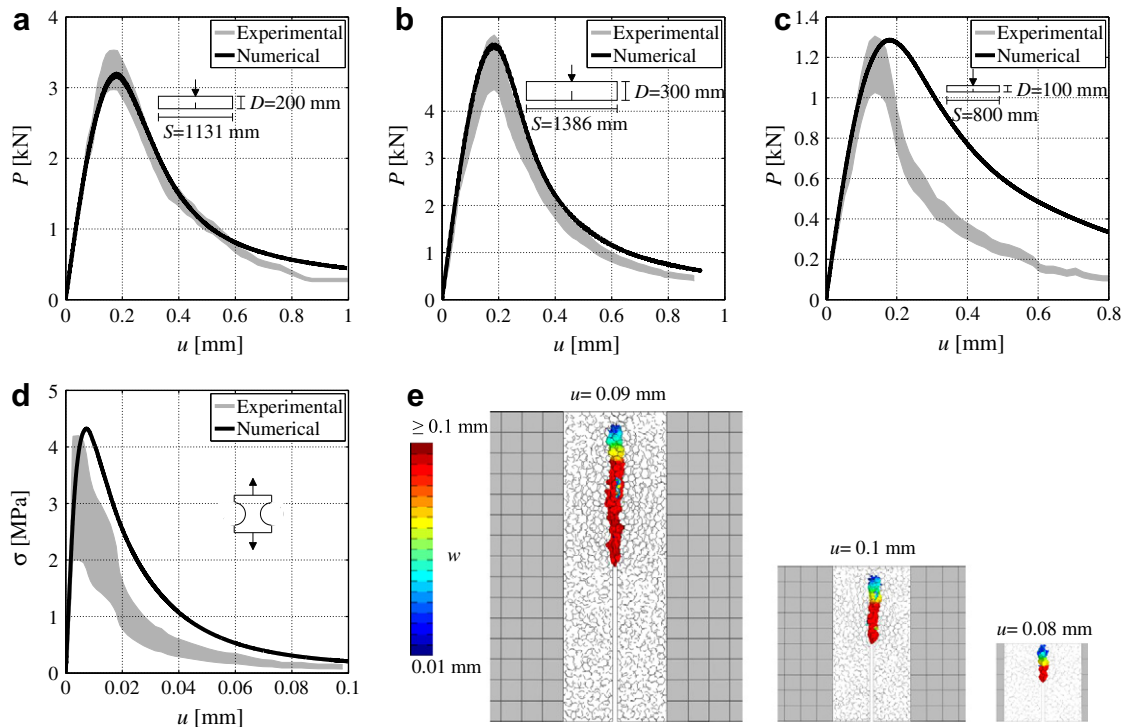 a
Experimental
Numerical
D=200 mm
S=1131 mm
P [kN]
4
3
2
1
0
0 0.2 0.4 0.6 0.8 1
u [mm]
b
Experimental
Numerical
D=300 mm
S=1386 mm
P [kN]
4
3
2
1
0
0 0.2 0.4 0.6 0.8 1
u [mm]
c
Experimental
Numerical
D=100 mm
S=800 mm
P [kN]
1.4
1.2
1
0.8
0.6
0.4
0.2
0
0 0.2 0.4 0.6 0.8
u [mm]
d
Experimental
Numerical
σ [MPa]
5
4
3
2
1
0
0 0.02 0.04 0.06 0.08 0.1
u [mm]
e
u= 0.09 mm
≥ 0.1 mm
w
0.01 mm
u= 0.1 mm
u= 0.08 mm